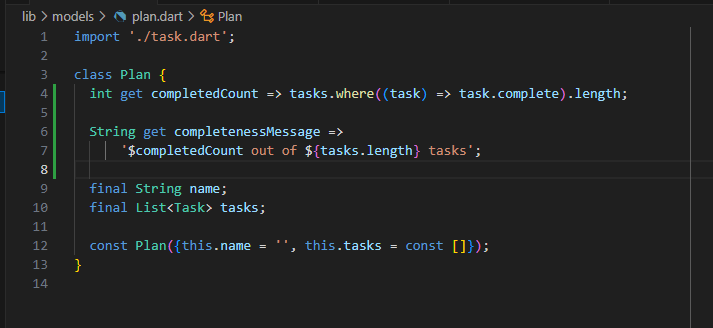 lib > models > plan.dart > Plan
1 import './task.dart';
2
3 class Plan {
4   int get completedCount => tasks.where((task) => task.complete).length;
5
6   String get completenessMessage =>
7       '$completedCount out of ${tasks.length} tasks';
8
9   final String name;
10   final List<Task> tasks;
11
12   const Plan({this.name = '', this.tasks = const []});
13 }
14